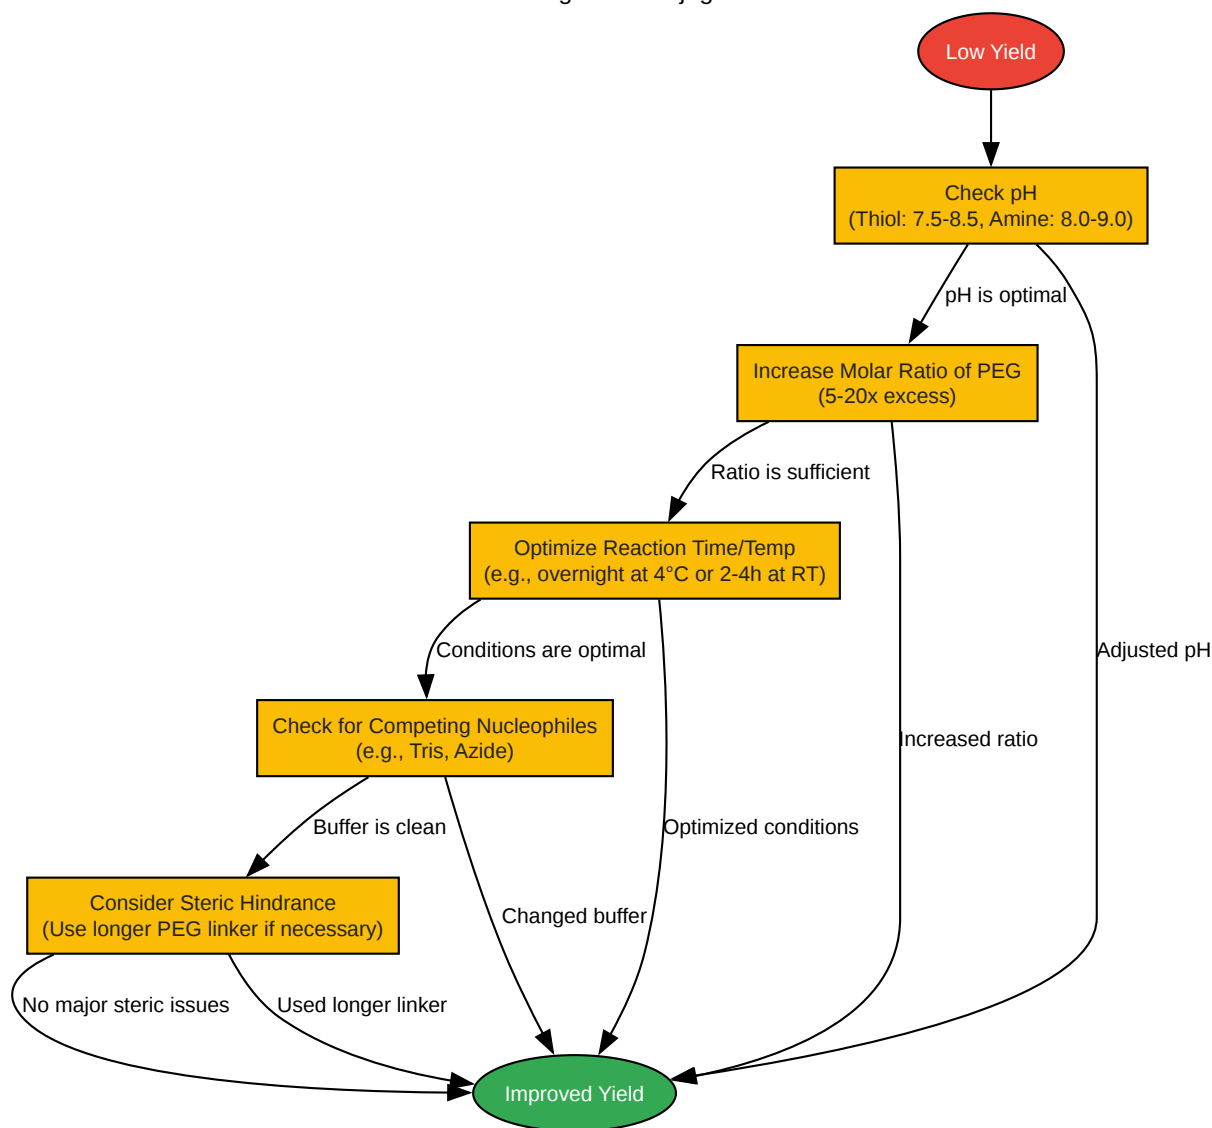 Low Yield
Check pH
(Thiol: 7.5-8.5, Amine: 8.0-9.0)
pH is optimal
Increase Molar Ratio of PEG
(5-20x excess)
Ratio is sufficient
Optimize Reaction Time/Temp
(e.g., overnight at 4°C or 2-4h at RT)
Conditions are optimal
Adjusted pH
Check for Competing Nucleophiles
(e.g., Tris, Azide)
Increased ratio
Buffer is clean
Optimized conditions
Consider Steric Hindrance
(Use longer PEG linker if necessary)
Changed buffer
No major steric issues
Used longer linker
Improved Yield